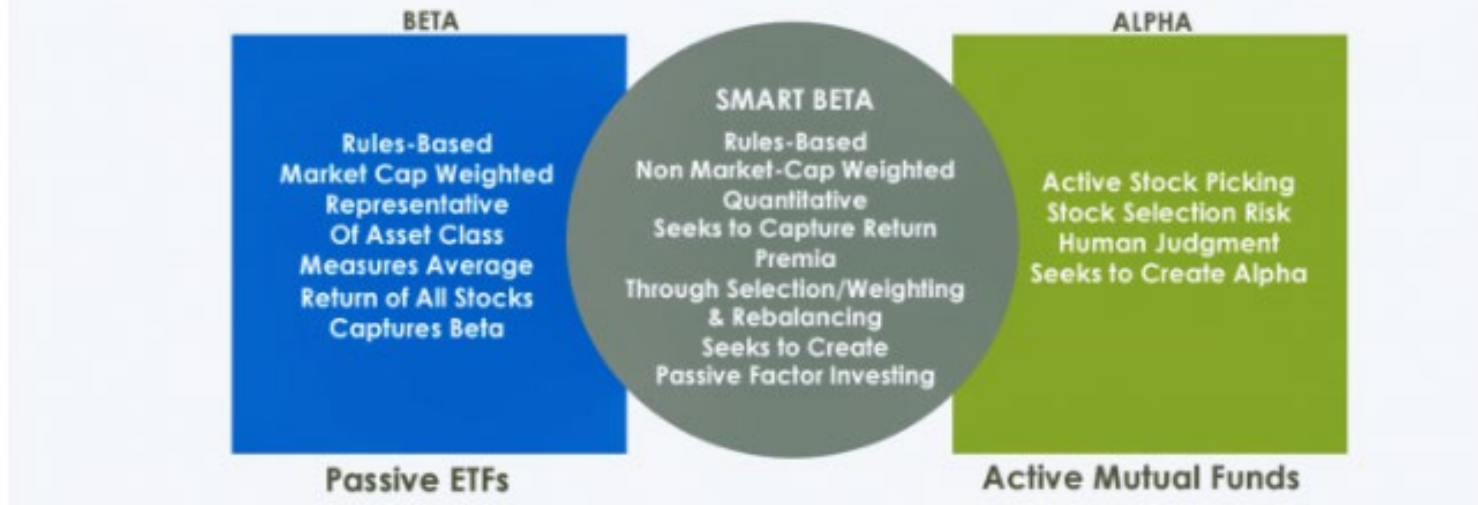 BETA
Rules-Based
Market Cap Weighted
Representative
Of Asset Class
Measures Average
Return of All Stocks
Captures Beta
Passive ETFs
SMART BETA
Rules-Based
Non Market-Cap Weighted
Quantitative
Seeks to Capture Return
Premia
Through Selection/Weighting
& Rebalancing
Seeks to Create
Passive Factor Investing
ALPHA
Active Stock Picking
Stock Selection Risk
Human Judgment
Seeks to Create Alpha
Active Mutual Funds